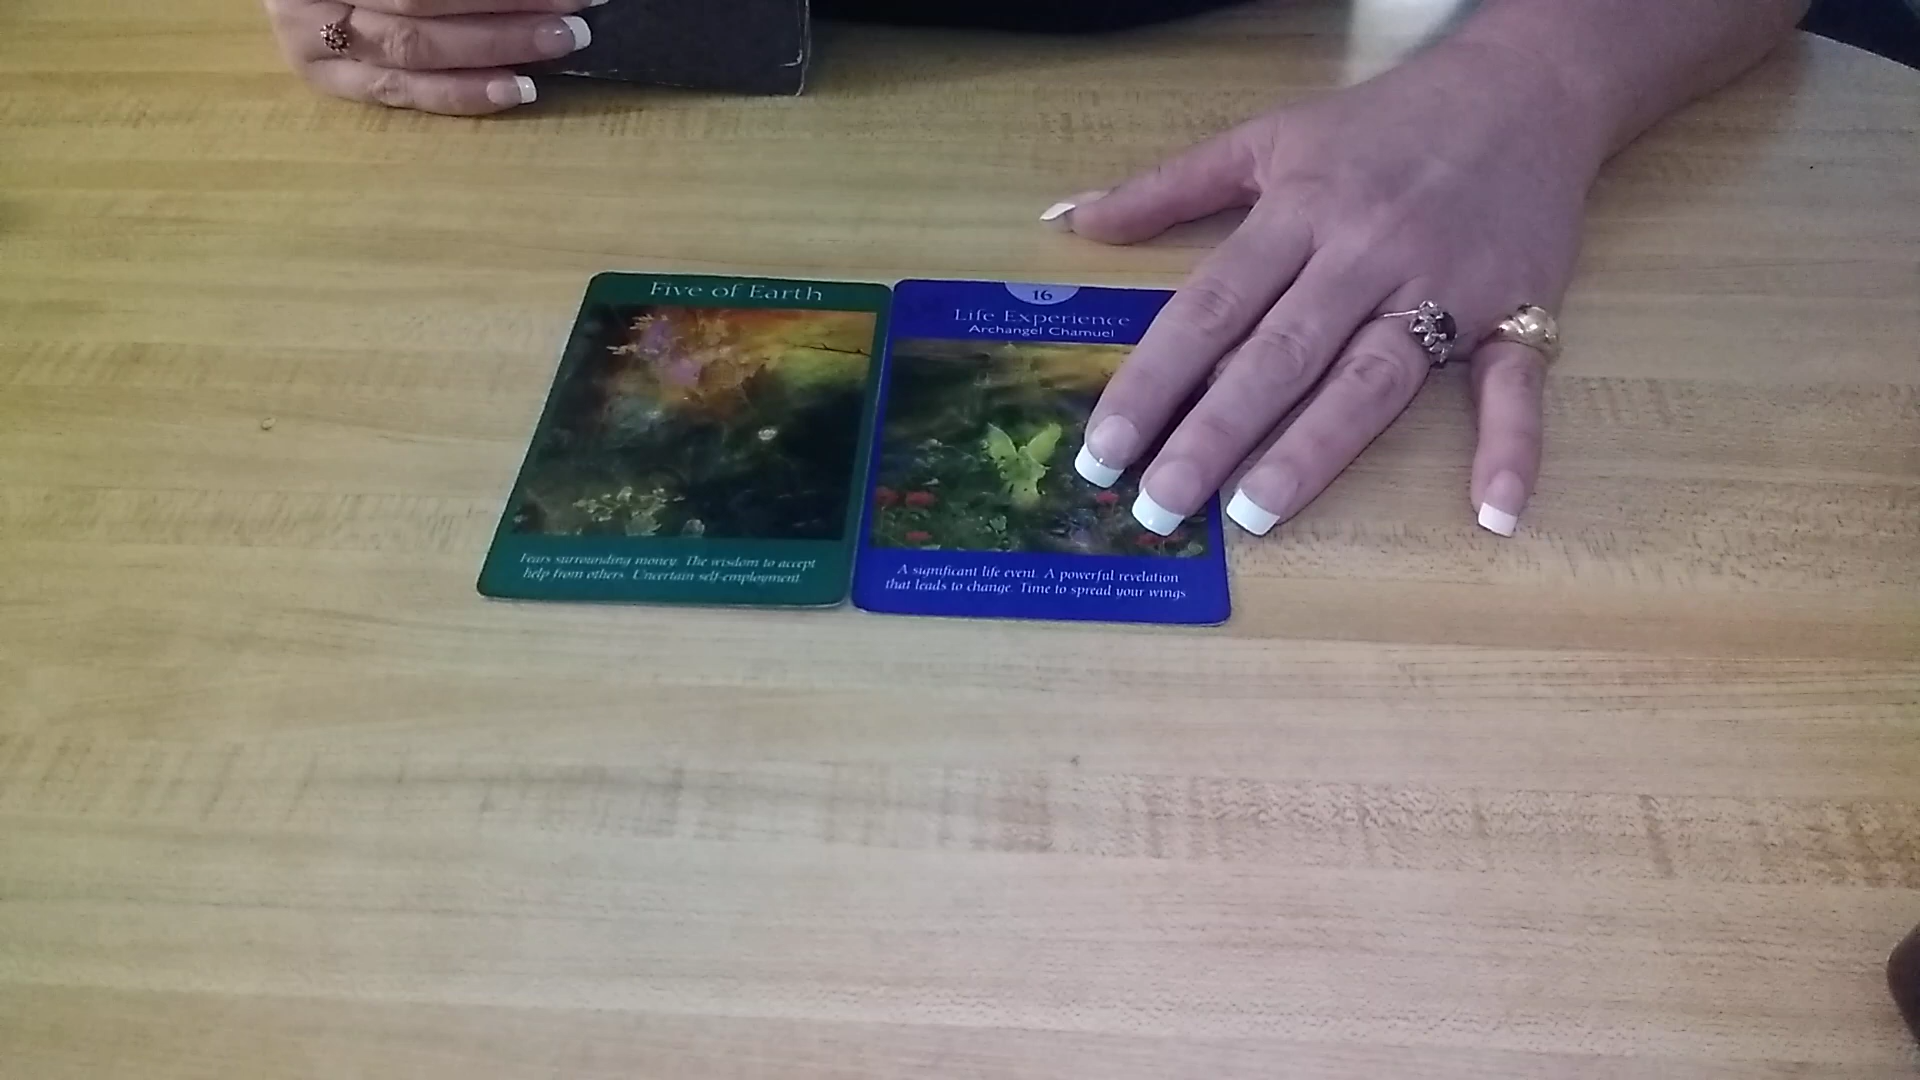 Five of Earth
Fears surrounding money. The wisdom to accept
help from others. Uncertain self-employment.
16
Life Experience
Archangel Chamuel
A significant life event. A powerful revelation
that leads to change. Time to spread your wings